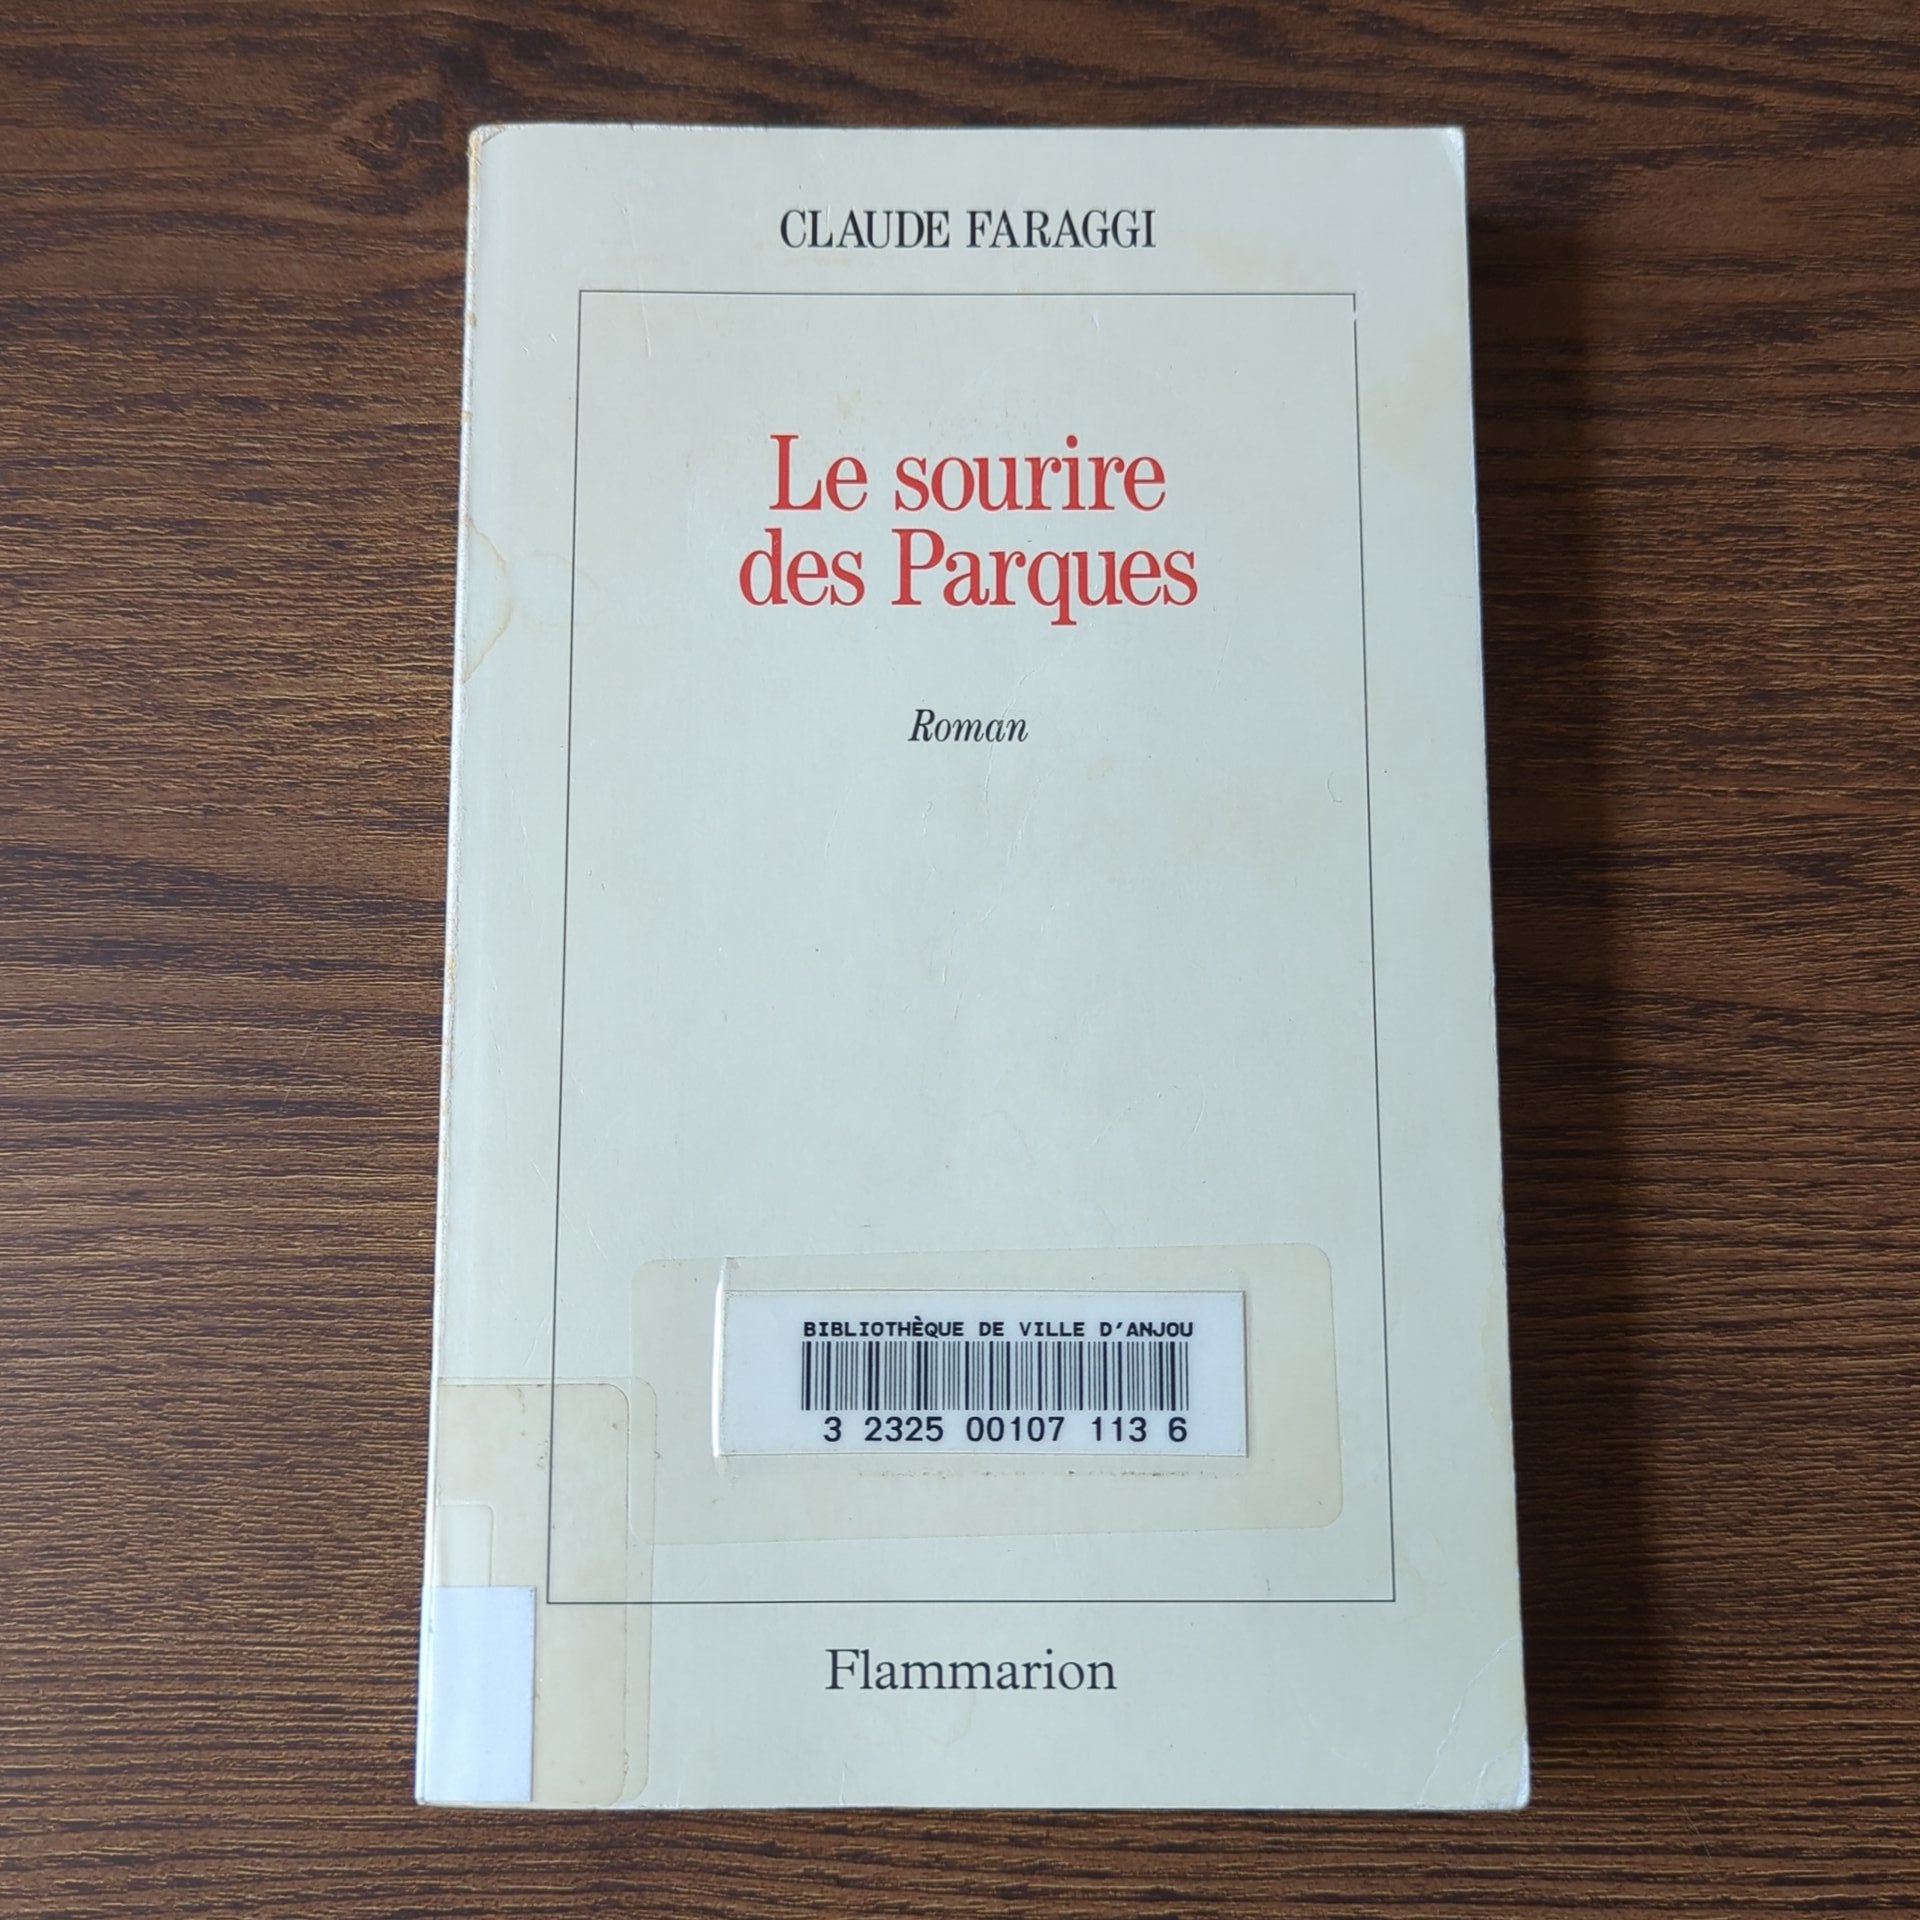 CLAUDE FARAGGI
Le sourire
des Parques
Roman
BIBLIOTHÈQUE DE VILLE D'ANJOU
3 2325 00107 113 6
Flammarion